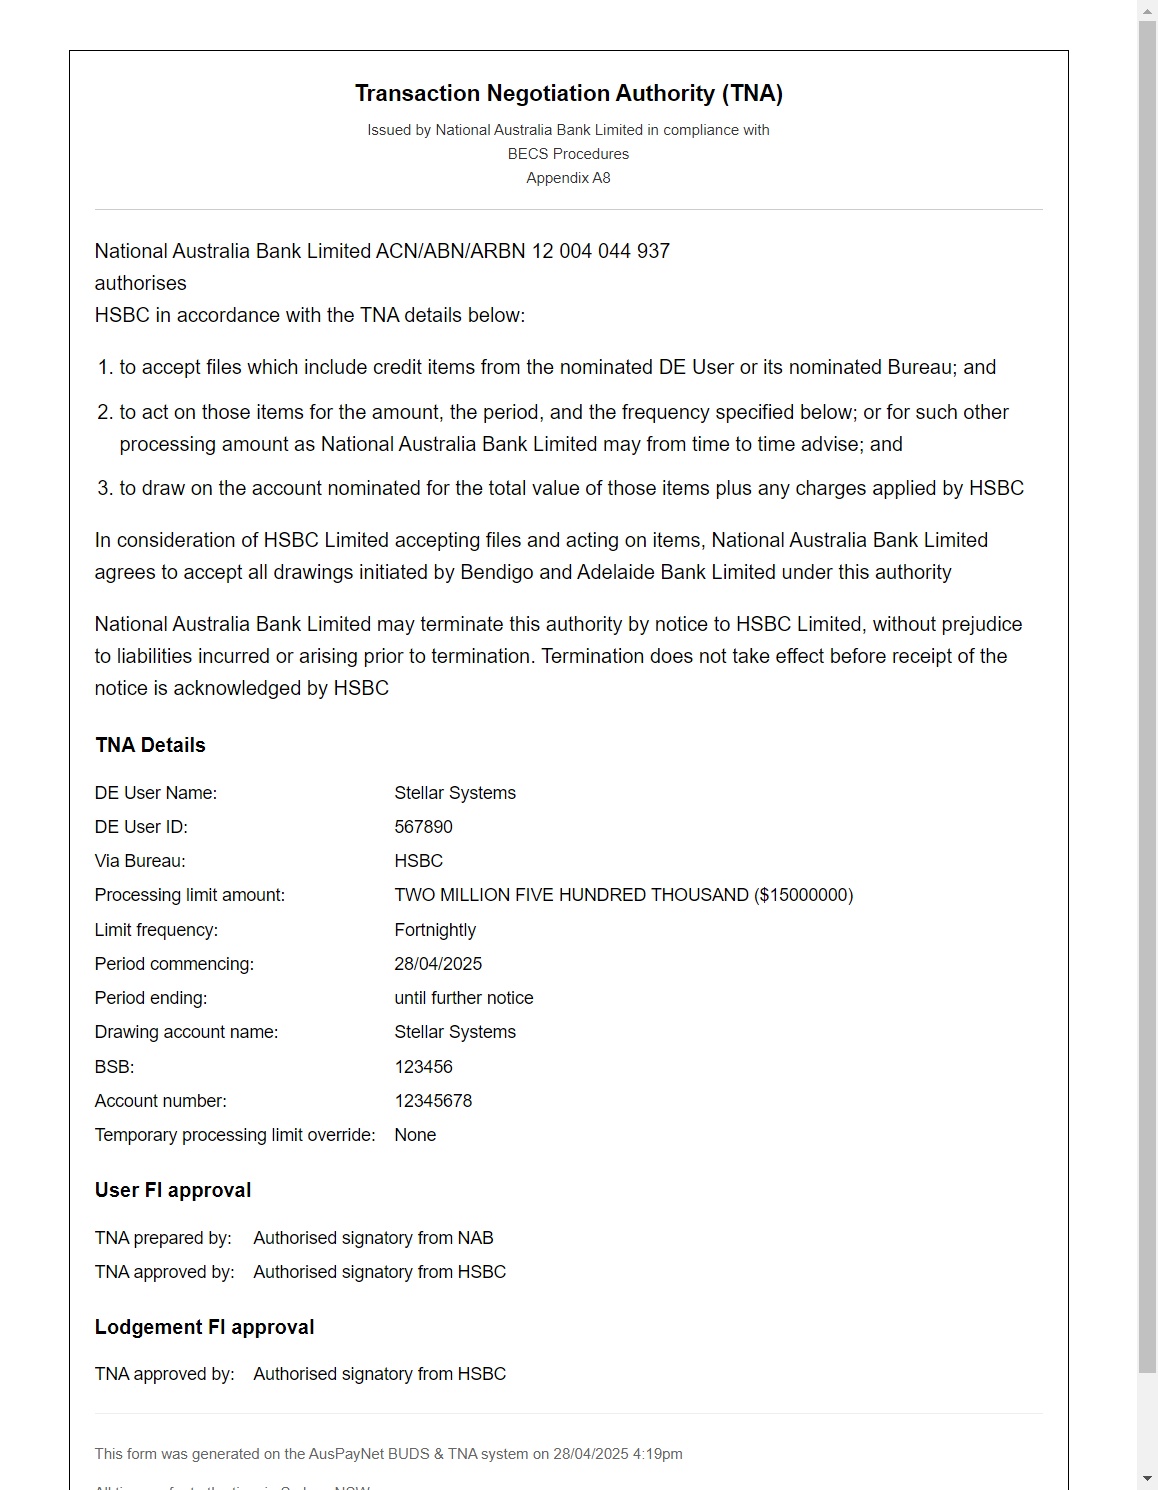 Transaction Negotiation Authority (TNA)
Issued by National Australia Bank Limited in compliance with
BECS Procedures
Appendix A8
National Australia Bank Limited ACN/ABN/ARBN 12 004 044 937
authorises
HSBC in accordance with the TNA details below:
1. to accept files which include credit items from the nominated DE User or its nominated Bureau; and
2. to act on those items for the amount, the period, and the frequency specified below; or for such other
processing amount as National Australia Bank Limited may from time to time advise; and
3. to draw on the account nominated for the total value of those items plus any charges applied by HSBC
In consideration of HSBC Limited accepting files and acting on items, National Australia Bank Limited
agrees to accept all drawings initiated by Bendigo and Adelaide Bank Limited under this authority
National Australia Bank Limited may terminate this authority by notice to HSBC Limited, without prejudice
to liabilities incurred or arising prior to termination. Termination does not take effect before receipt of the
notice is acknowledged by HSBC
TNA Details
DE User Name: Stellar Systems
DE User ID: 567890
Via Bureau: HSBC
Processing limit amount: TWO MILLION FIVE HUNDRED THOUSAND ($15000000)
Limit frequency: Fortnightly
Period commencing: 28/04/2025
Period ending: until further notice
Drawing account name: Stellar Systems
BSB: 123456
Account number: 12345678
Temporary processing limit override: None
User FI approval
TNA prepared by: Authorised signatory from NAB
TNA approved by: Authorised signatory from HSBC
Lodgement FI approval
TNA approved by: Authorised signatory from HSBC
This form was generated on the AusPayNet BUDS & TNA system on 28/04/2025 4:19pm